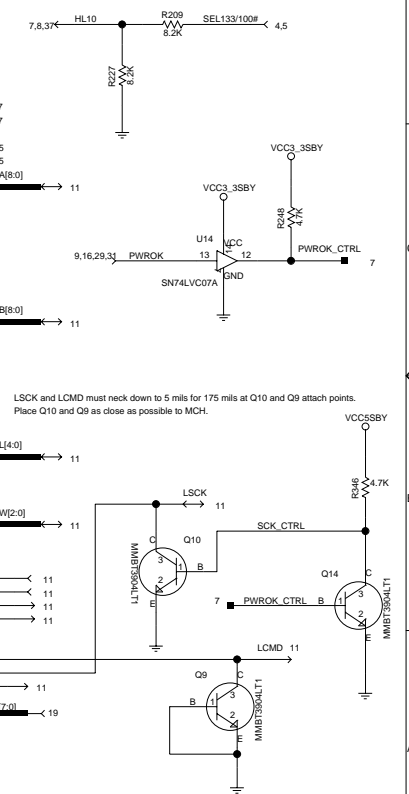 R209
7,8,37 HL10 SEL133/100# 4,5
8.2K
R227
8.2K
7
7
5
5
A[8:0]
11
VCC3_3SBY
VCC3_3SBY
R248
4.7K
U14
VCC
14
PWROK_CTRL
9,16,29,31 PWROK 13 12
7
GND
SN74LVC07A
B[8:0]
11
LSCK and LCMD must neck down to 5 mils for 175 mils at Q10 and Q9 attach points.
Place Q10 and Q9 as close as possible to MCH.
VCC5SBY
L[4:0]
11
R346
4.7K
LSCK
11
W[2:0]
11
SCK_CTRL
C
Q10
3
1 B
2
E
MMBT3904LT1
C
Q14
3
7 PWROK_CTRL B 1
2
E
MMBT3904LT1
11
11
11
11
LCMD 11
Q9
C
11
3
B 1
2
E
MMBT3904LT1
[7:0]
19